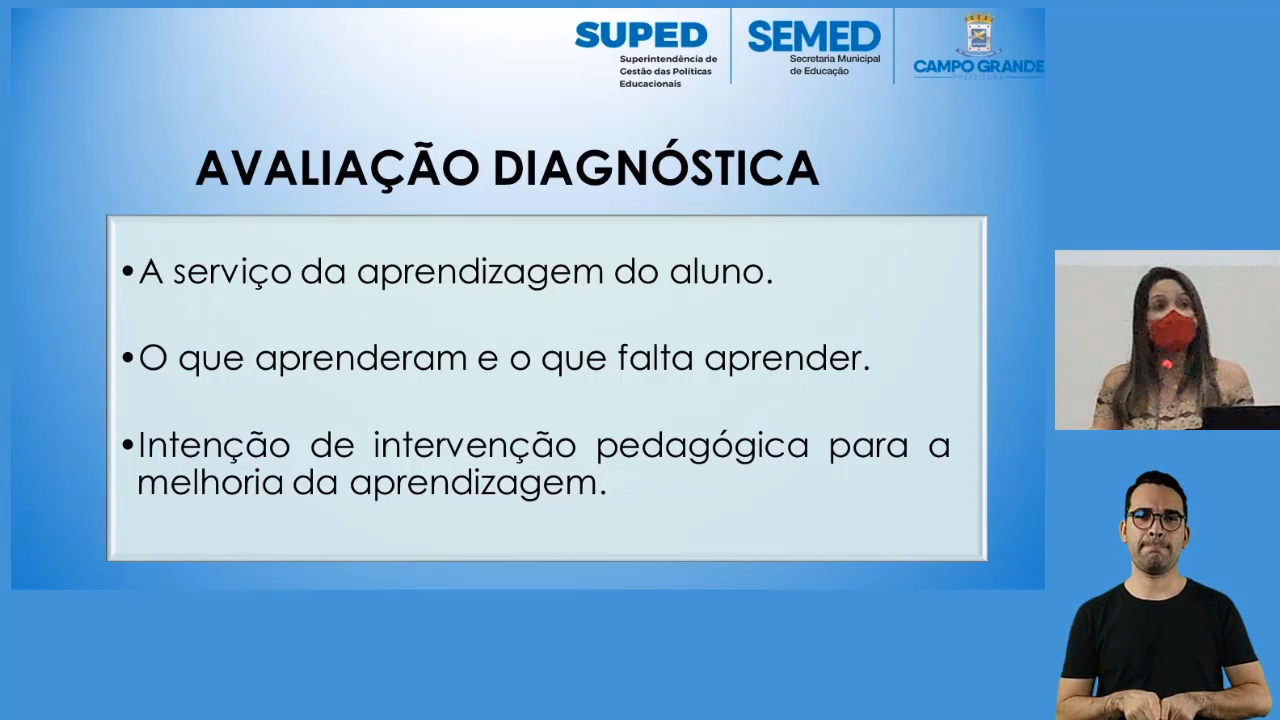 SUPED
Superintendência de
Gestão das Políticas
Educacionais
SEMED
Secretaria Municipal
de Educação
CAMPO GRANDE
PREFEITURA
AVALIAÇÃO DIAGNÓSTICA
•A serviço da aprendizagem do aluno.
•O que aprenderam e o que falta aprender.
•Intenção de intervenção pedagógica para a
melhoria da aprendizagem.